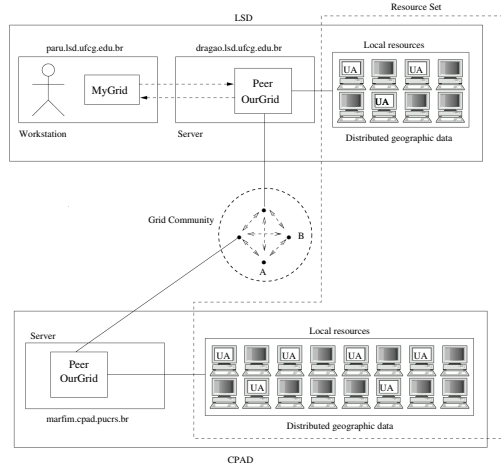 Resource Set
LSD
paru.lsd.ufcg.edu.br
dragao.lsd.ufcg.edu.br
Local resources
MyGrid
Peer
OurGrid
UA
UA
UA
Workstation
Server
Distributed geographic data
Grid Community
B
A
Server
Local resources
Peer
OurGrid
UA
UA
UA
UA
UA
UA
marfim.cpad.pucrs.br
Distributed geographic data
CPAD